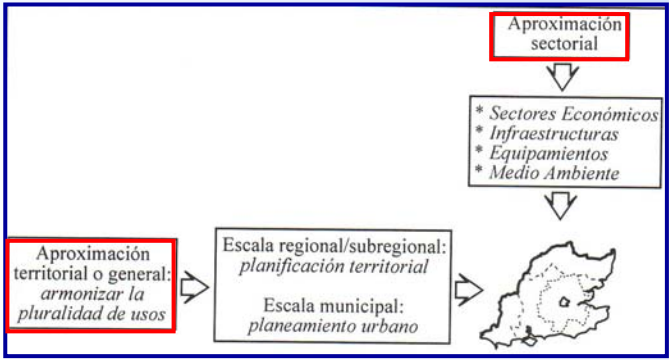 Aproximación
sectorial
* Sectores Económicos
* Infraestructuras
* Equipamientos
* Medio Ambiente
Aproximación
territorial o general:
armonizar la
pluralidad de usos
Escala regional/subregional:
planificación territorial
Escala municipal:
planeamiento urbano